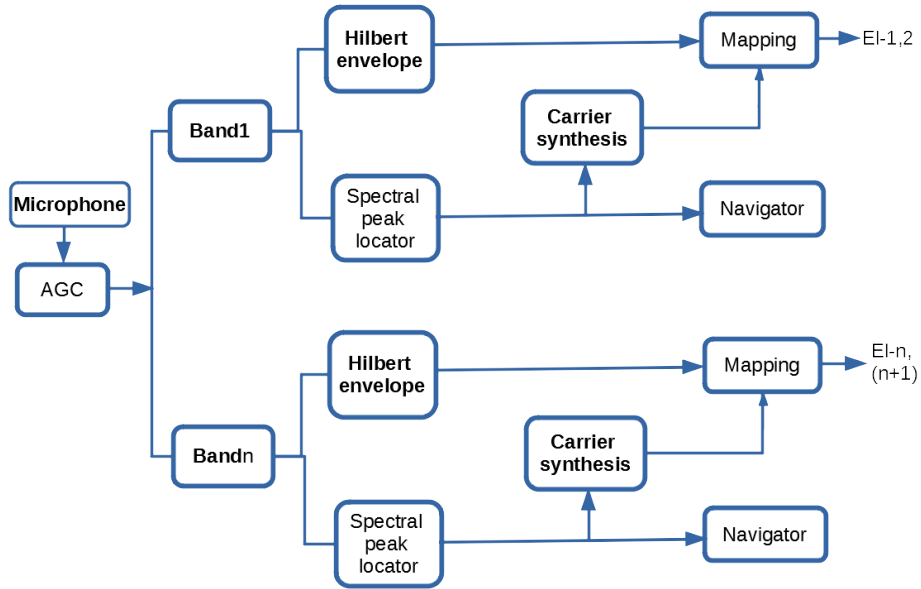 Hilbert
envelope
Mapping
El-1,2
Carrier
synthesis
Band1
Microphone
Spectral
peak
locator
Navigator
AGC
Hilbert
envelope
Mapping
El-n,
(n+1)
Carrier
synthesis
Bandn
Spectral
peak
locator
Navigator